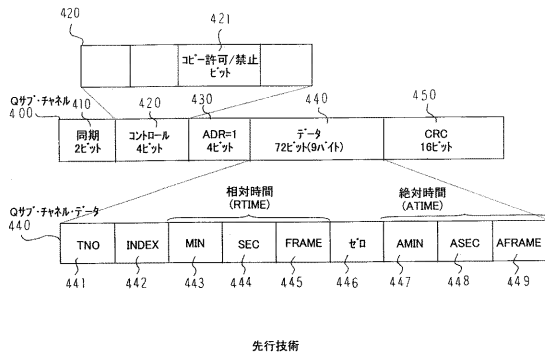 420
421
コピー許可/禁止
ビット
Qサブ・チャネル
400
410
420
430
440
450
同期
2ビット
コントロール
4ビット
ADR=1
4ビット
データ
72ビット(9バイト)
CRC
16ビット
相対時間
(RTIME)
絶対時間
(ATIME)
Qサブ・チャネル・データ
440
TNO
INDEX
MIN
SEC
FRAME
ゼロ
AMIN
ASEC
AFRAME
441
442
443
444
445
446
447
448
449
先行技術